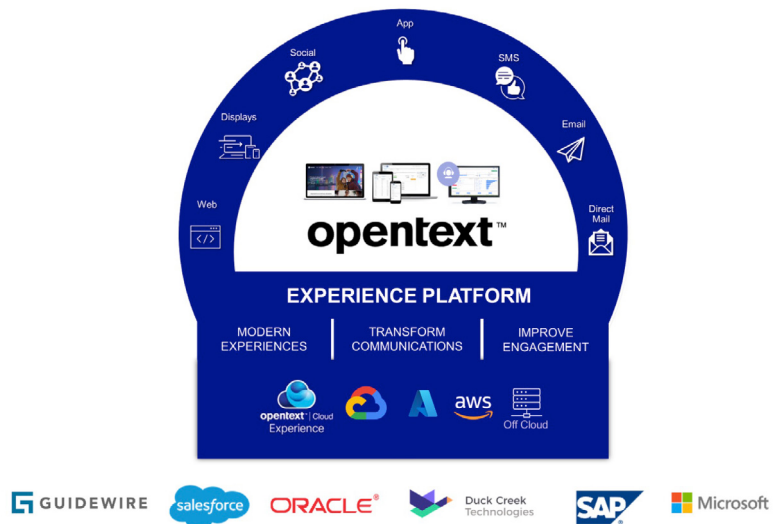 App
Social
SMS
Displays
Email
Web
</>
Direct
Mail
opentext™
EXPERIENCE PLATFORM
MODERN
EXPERIENCES
TRANSFORM
COMMUNICATIONS
IMPROVE
ENGAGEMENT
opentext™ | Cloud
Experience
aws
Off Cloud
GUIDEWIRE
salesforce
ORACLE®
Duck Creek
Technologies
SAP®
Microsoft